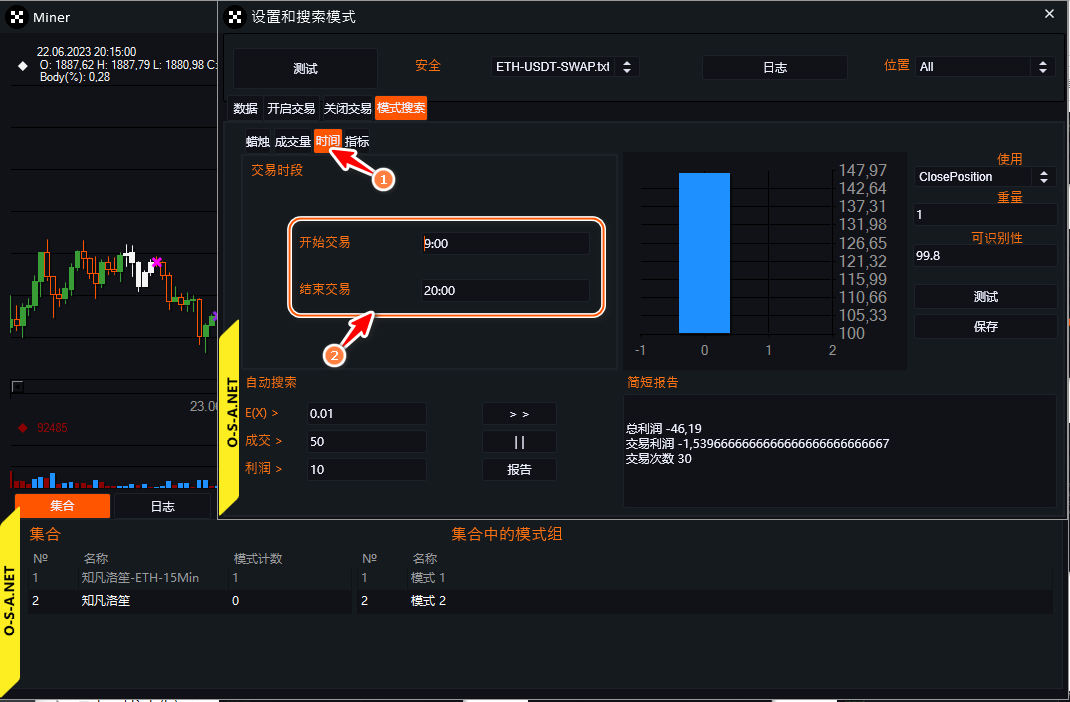 Miner
22.06.2023 20:15:00
O: 1887,62 H: 1887,79 L: 1880,98 C:
Body(%): 0,28
23.06
92485
集合
日志
设置和搜索模式
测试
安全
ETH-USDT-SWAP.txt
日志
位置
All
数据
开启交易
关闭交易
模式搜索
蜡烛
成交量
时间
指标
1
交易时段
开始交易
9:00
结束交易
20:00
2
147,97
142,64
137,31
131,98
126,65
121,32
115,99
110,66
105,33
100
-1 0 1 2
使用
ClosePosition
重量
1
可识别性
99.8
测试
保存
自动搜索
E(X) >
0.01
> >
成交 >
50
| |
利润 >
10
报告
简短报告
总利润 -46,19
交易利润 -1,5396666666666666666666666667
交易次数 30
O-S-A.NET
集合
集合中的模式组
№ 名称 模式计数
№ 名称
1 知凡洛笙-ETH-15Min 1
1 模式 1
2 知凡洛笙 0
2 模式 2
O-S-A.NET